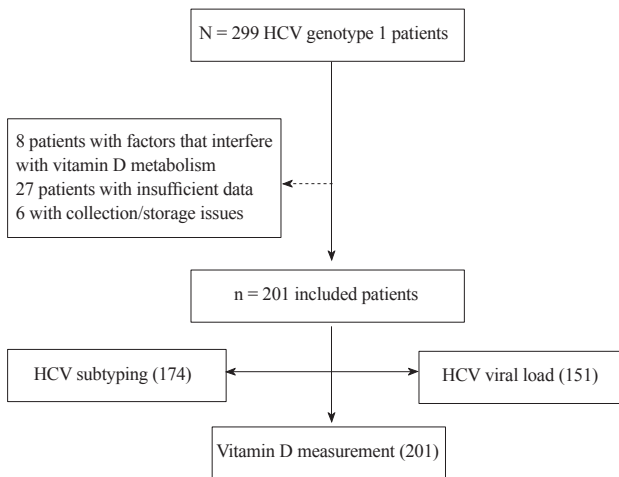 N = 299 HCV genotype 1 patients
8 patients with factors that interfere
with vitamin D metabolism
27 patients with insufficient data
6 with collection/storage issues
n = 201 included patients
HCV subtyping (174)
HCV viral load (151)
Vitamin D measurement (201)